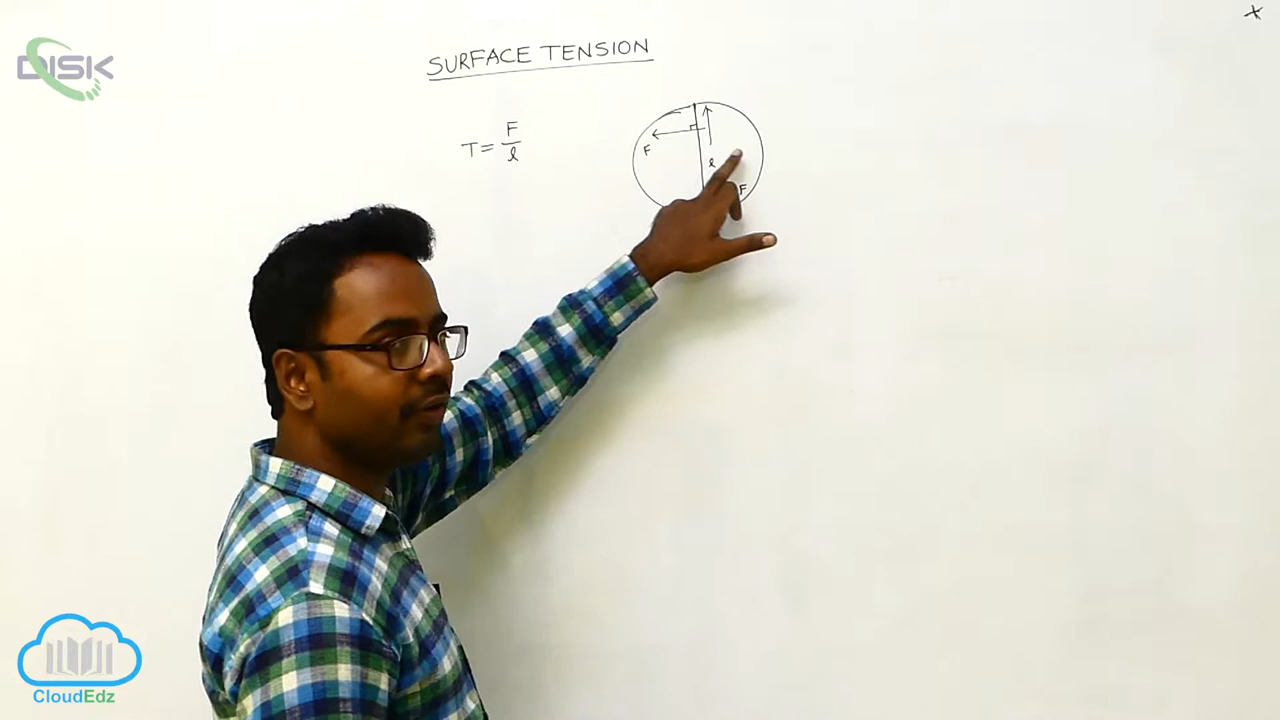 DISK
SURFACE TENSION
T = F/l
F
l
F
CloudEdz